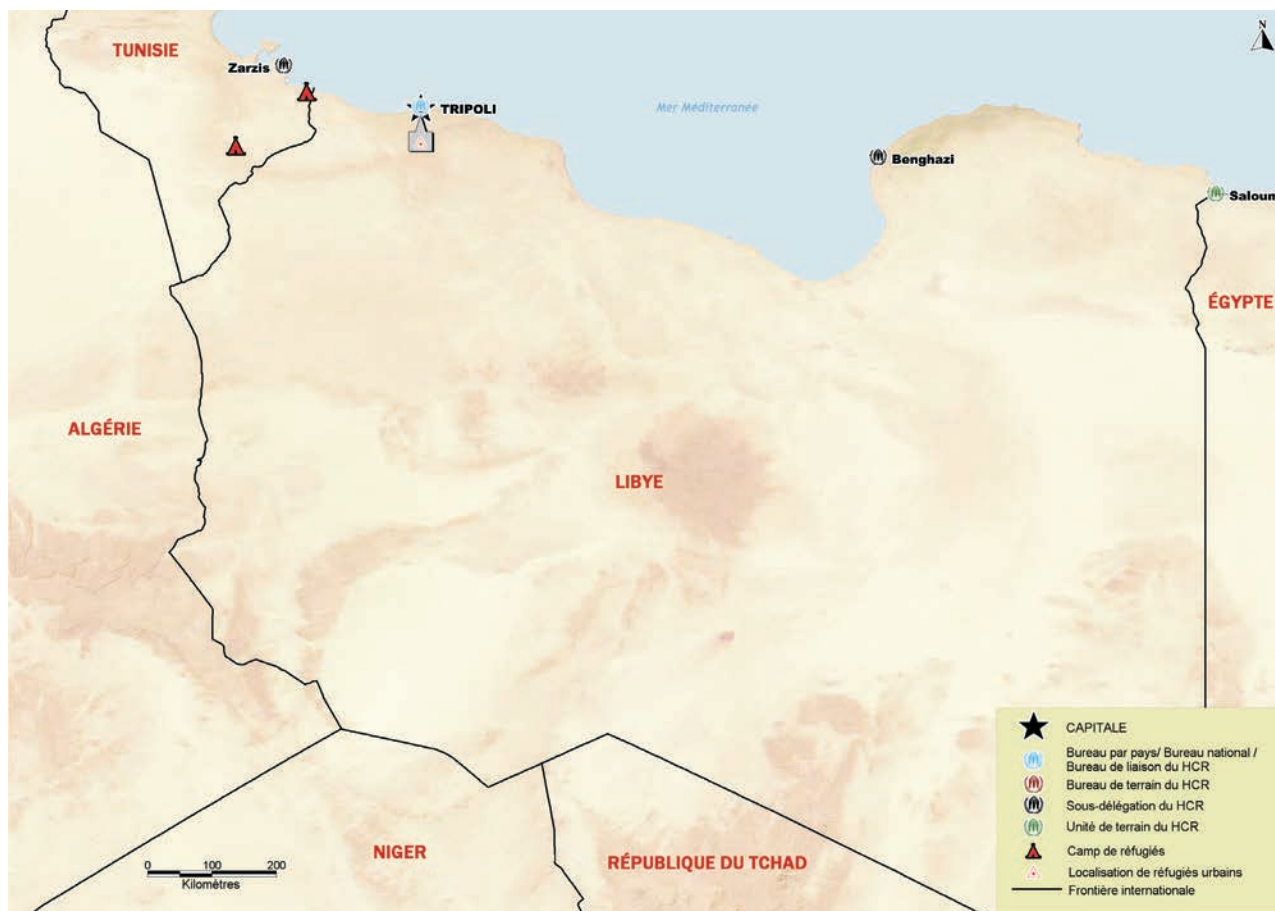 N
TUNISIE
Zarzis
TRIPOLI
Mer Méditerranée
Benghazi
Saloum
ÉGYPTE
ALGÉRIE
LIBYE
NIGER
RÉPUBLIQUE DU TCHAD
0 100 200
Kilomètres
CAPITALE
Bureau par pays/ Bureau national /
Bureau de liaison du HCR
Bureau de terrain du HCR
Sous-délégation du HCR
Unité de terrain du HCR
Camp de réfugiés
Localisation de réfugiés urbains
Frontière internationale